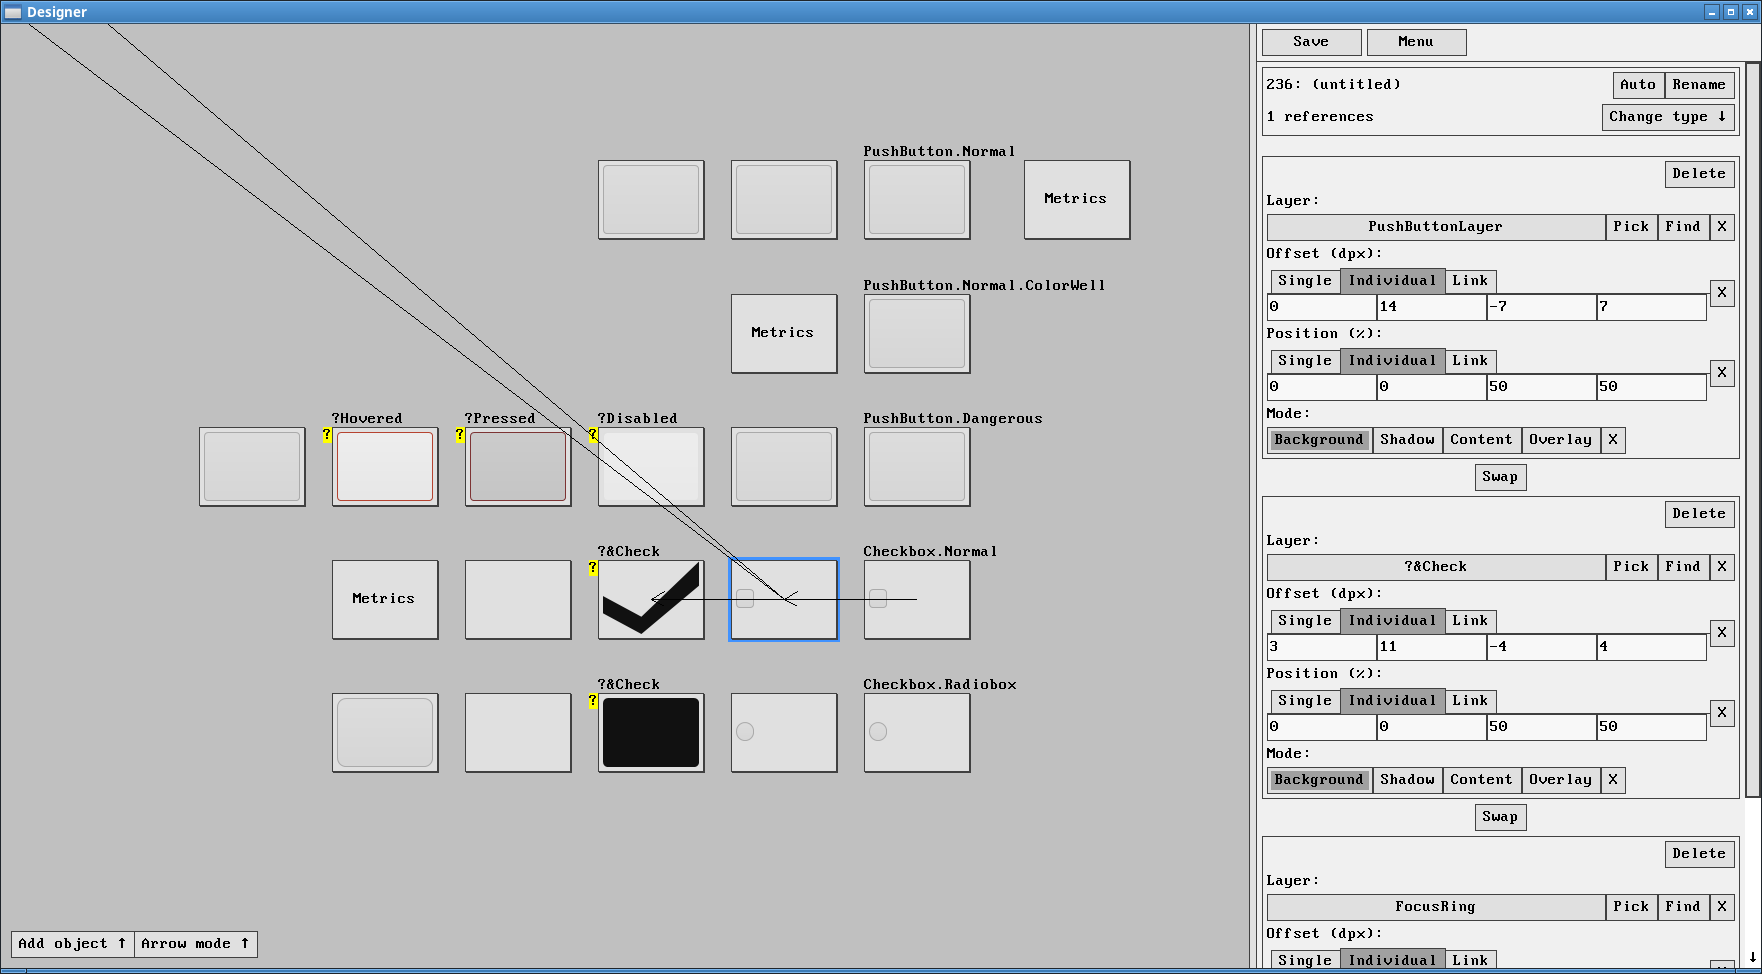 Designer
Save Menu
236: (untitled) Auto Rename
1 references Change type ↓
PushButton.Normal
Metrics
PushButton.Normal.ColorWell
Metrics
?Hovered ?Pressed ?Disabled PushButton.Dangerous
? ? ?
?&Check Checkbox.Normal
?
Metrics
?&Check Checkbox.Radiobox
?
Add object ↑ Arrow mode ↑
Delete
Layer:
PushButtonLayer Pick Find X
Offset (dpx):
Single Individual Link X
0 14 -7 7
Position (%):
Single Individual Link X
0 0 50 50
Mode:
Background Shadow Content Overlay X
Swap
Delete
Layer:
?&Check Pick Find X
Offset (dpx):
Single Individual Link X
3 11 -4 4
Position (%):
Single Individual Link X
0 0 50 50
Mode:
Background Shadow Content Overlay X
Swap
Delete
Layer:
FocusRing Pick Find X
Offset (dpx):
Single Individual Link